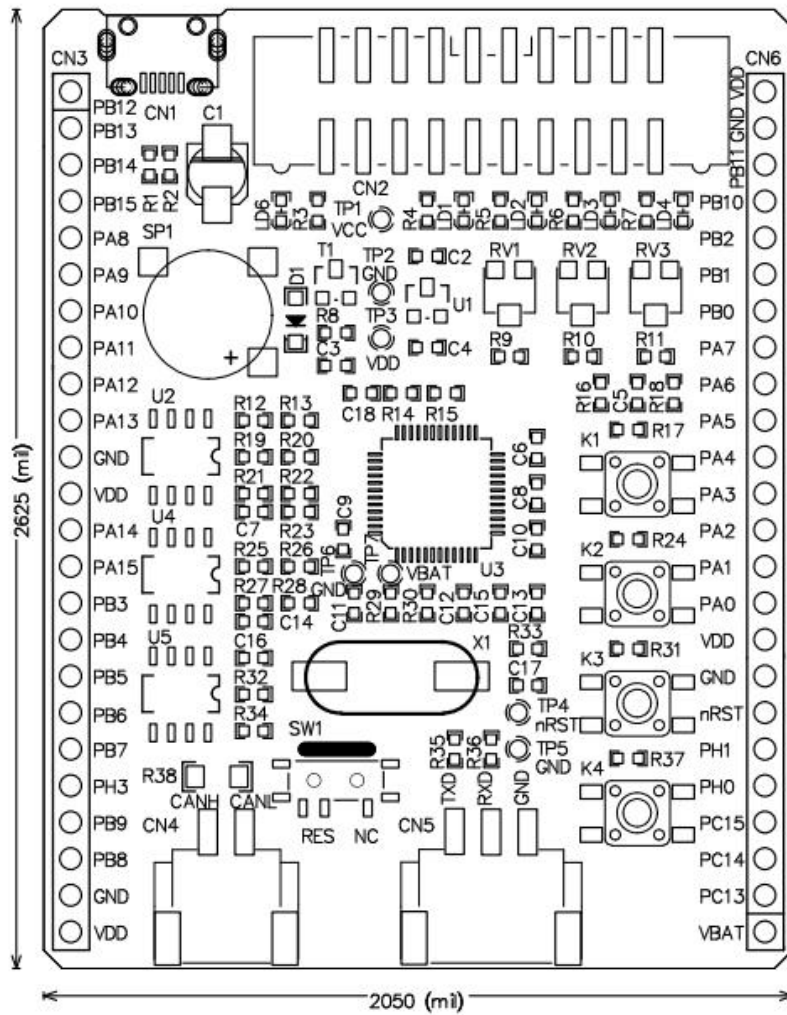 CN3
CN1
C1
CN6
PB12
PB13
PB14
PB15
PA8
PA9
PA10
PA11
PA12
PA13
GND
VDD
PA14
PA15
PB3
PB4
PB5
PB6
PB7
PH3
PB9
PB8
GND
VDD
R1
R2
SP1
+
LD6
R3
CN2
TP1
VCC
R4
LD1
R5
LD2
R6
LD3
R7
LD4
D1
T1
TP2
GND
C2
U1
R8
C3
TP3
VDD
C4
RV1
RV2
RV3
R9
R10
R11
C18
R14
R15
R16
C5
R18
R17
U2
R12
R13
R19
R20
R21
R22
C7
R23
U4
R25
R26
R27
R28
C14
U5
C16
R32
R34
C9
TP6
GND
TP7
VBAT
U3
C6
C8
C10
C11
R29
R30
C12
C15
C13
K1
K2
R24
K3
R31
K4
R37
X1
R33
C17
TP4
nRST
TP5
GND
SW1
R35
R36
R38
CANH
CANL
CN4
RES
NC
CN5
TXD
RXD
GND
VDD
GND
PB11
PB10
PB2
PB1
PB0
PA7
PA6
PA5
PA4
PA3
PA2
PA1
PA0
VDD
GND
nRST
PH1
PH0
PC15
PC14
PC13
VBAT
2625 (mil)
2050 (mil)